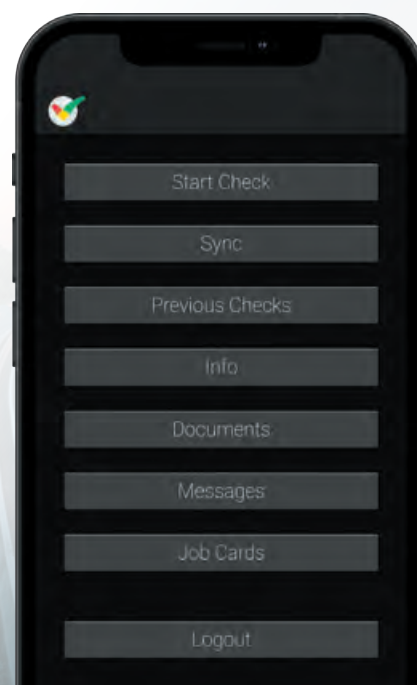 Start Check
Sync
Previous Checks
Info
Documents
Messages
Job Cards
Logout